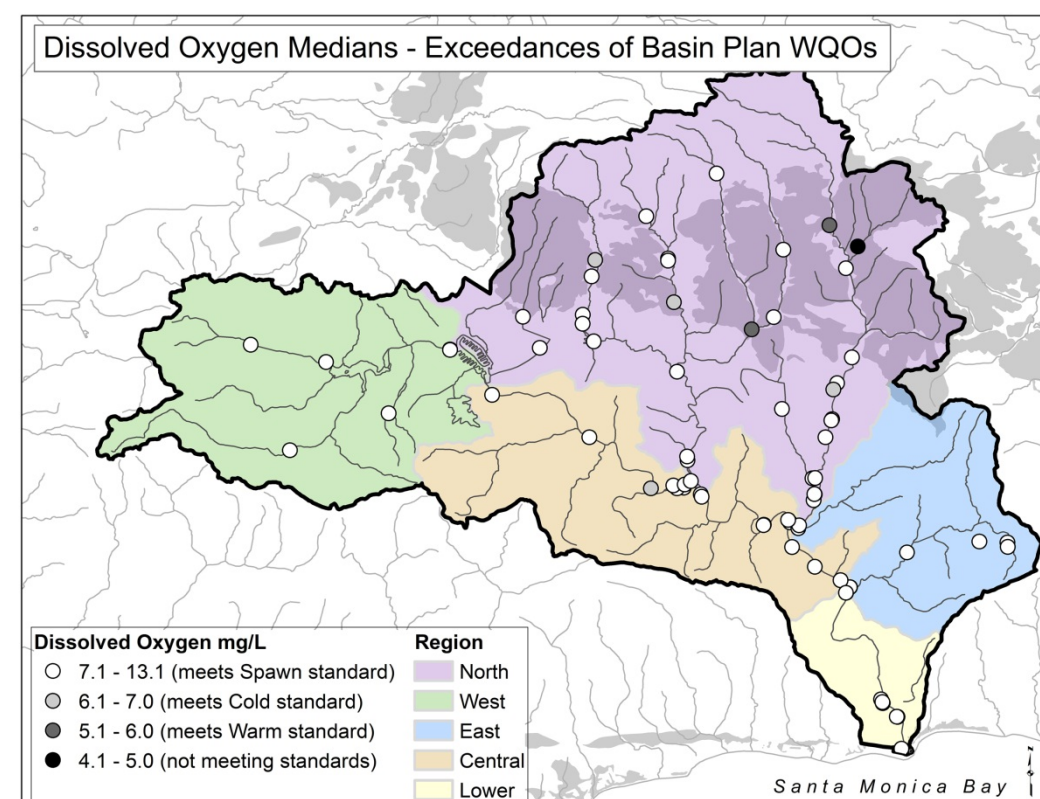 Dissolved Oxygen Medians - Exceedances of Basin Plan WQOs
Dissolved Oxygen mg/L
7.1 - 13.1 (meets Spawn standard)
6.1 - 7.0 (meets Cold standard)
5.1 - 6.0 (meets Warm standard)
4.1 - 5.0 (not meeting standards)
Region
North
West
East
Central
Lower
Santa Monica Bay